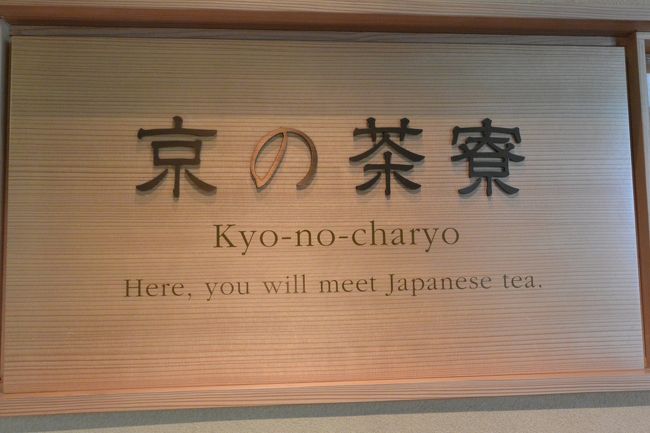 京の茶寮
Kyo-no-charyo
Here, you will meet Japanese tea.